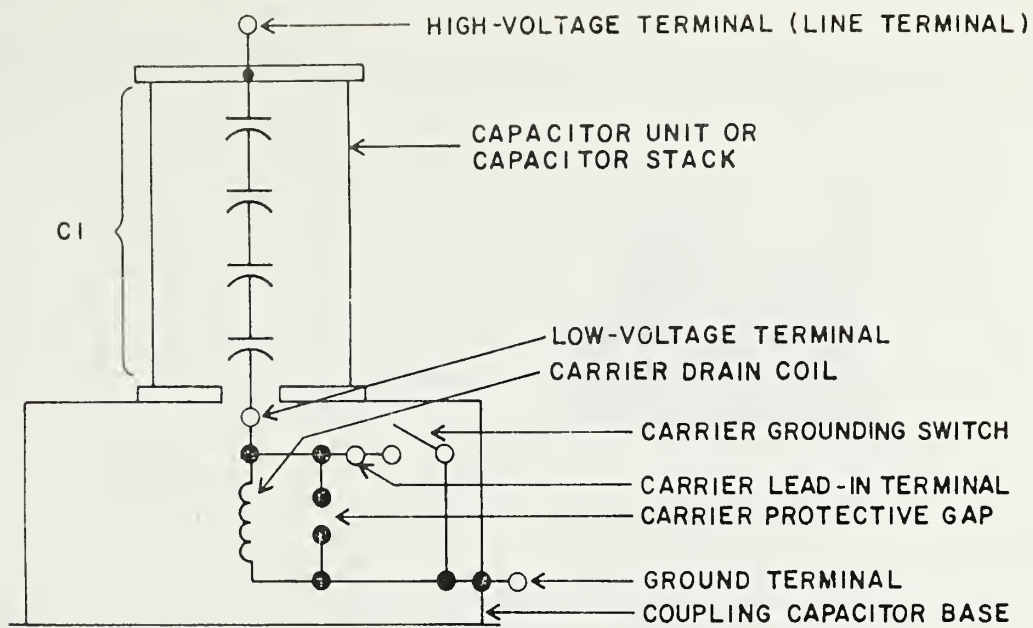 HIGH-VOLTAGE TERMINAL (LINE TERMINAL)
CAPACITOR UNIT OR
CAPACITOR STACK
C1
LOW-VOLTAGE TERMINAL
CARRIER DRAIN COIL
CARRIER GROUNDING SWITCH
CARRIER LEAD-IN TERMINAL
CARRIER PROTECTIVE GAP
GROUND TERMINAL
COUPLING CAPACITOR BASE